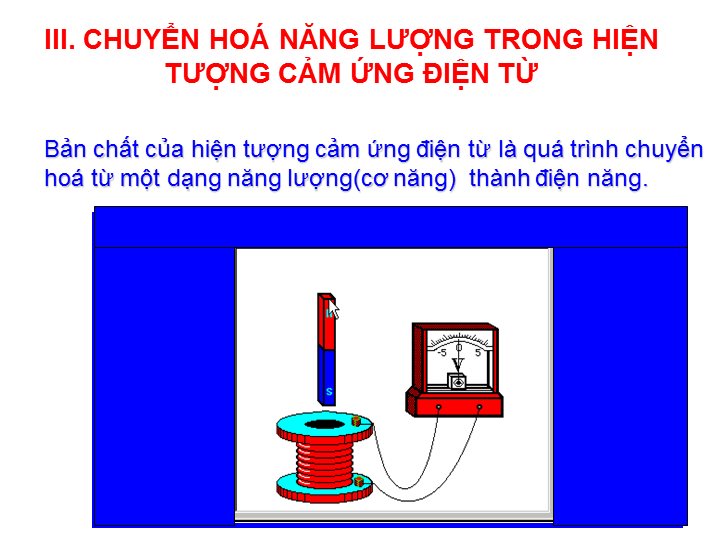 III. CHUYỂN HOÁ NĂNG LƯỢNG TRONG HIỆN
TƯỢNG CẢM ỨNG ĐIỆN TỪ
Bản chất của hiện tượng cảm ứng điện từ là quá trình chuyển
hoá từ một dạng năng lượng(cơ năng) thành điện năng.
-5 0 5
V
S